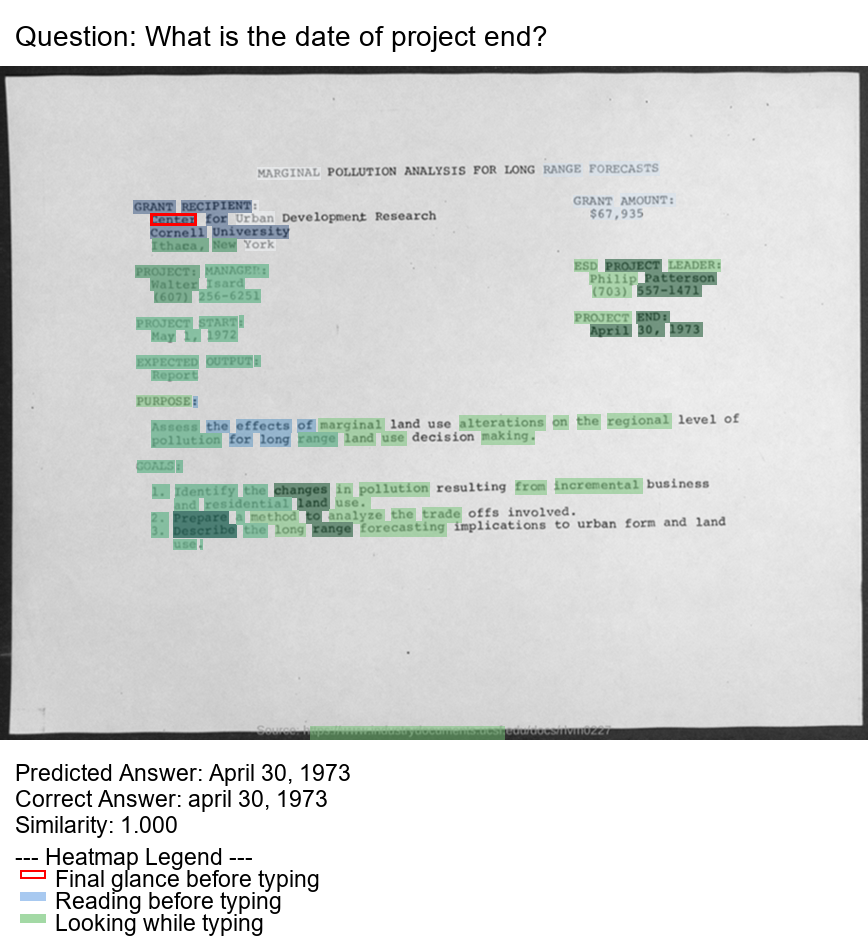 Question: What is the date of project end?
MARGINAL POLLUTION ANALYSIS FOR LONG RANGE FORECASTS
GRANT RECIPIENT:
Center for Urban Development Research
Cornell University
Ithaca, New York
GRANT AMOUNT:
$67,935
PROJECT: MANAGER:
Walter Isard
(607) 256-6251
ESD PROJECT LEADER:
Philip Patterson
(703) 557-1471
PROJECT START:
May 1, 1972
PROJECT END:
April 30, 1973
EXPECTED OUTPUT:
Report
PURPOSE:
Assess the effects of marginal land use alterations on the regional level of
pollution for long range land use decision making.
GOALS:
1. Identify the changes in pollution resulting from incremental business
and residential land use.
2. Prepare a method to analyze the trade offs involved.
3. Describe the long range forecasting implications to urban form and land
use.
Source:
Predicted Answer: April 30, 1973
Correct Answer: april 30, 1973
Similarity: 1.000
--- Heatmap Legend ---
Final glance before typing
Reading before typing
Looking while typing